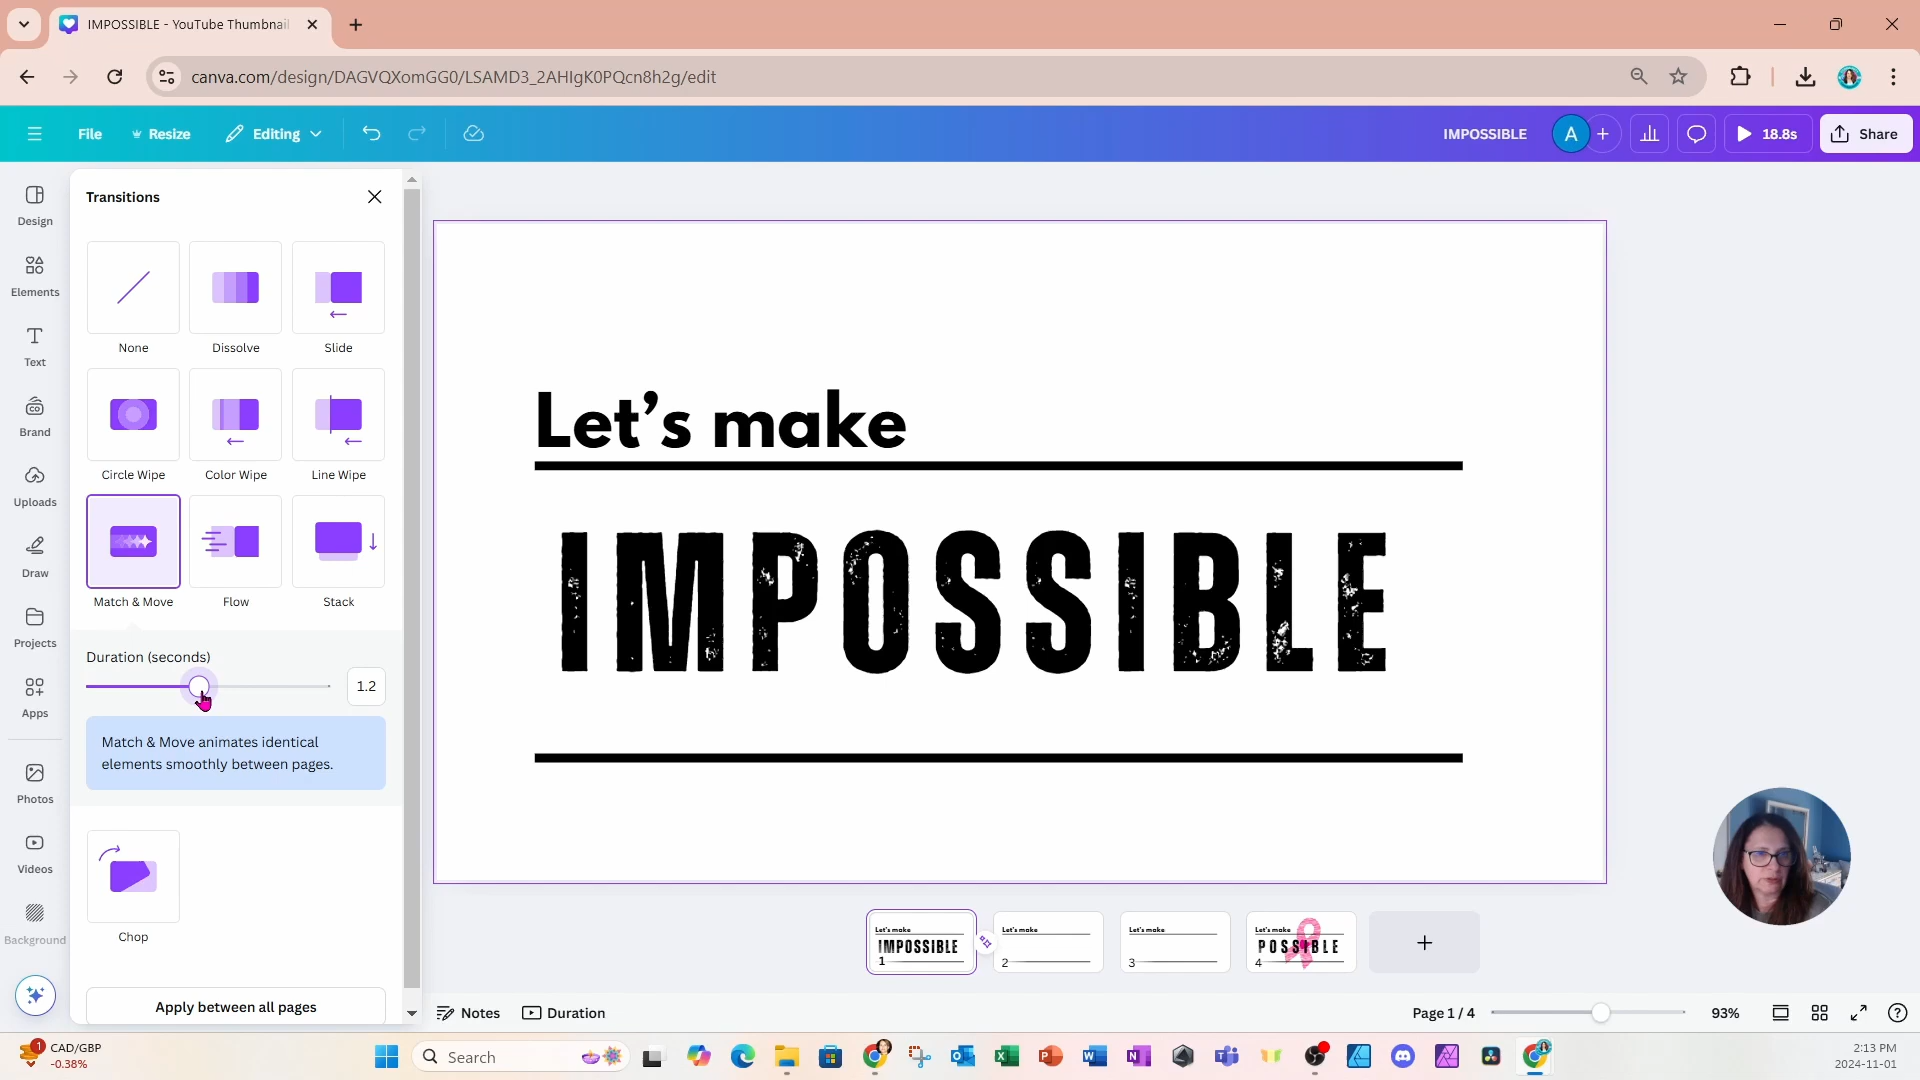 IMPOSSIBLE - YouTube Thumbnail
canva.com/design/DAGVQXomGG0/LSAMD3_2AHIgK0PQcn8h2g/edit
File
Resize
Editing
IMPOSSIBLE
A
18.8s
Share
Design
Elements
Text
Brand
Uploads
Draw
Projects
Apps
Photos
Videos
Background
Transitions
None
Dissolve
Slide
Circle Wipe
Color Wipe
Line Wipe
Match & Move
Flow
Stack
Duration (seconds)
1.2
Match & Move animates identical
elements smoothly between pages.
Chop
Apply between all pages
Let's make
IMPOSSIBLE
Let's make
IMPOSSIBLE
1
Let's make
2
Let's make
3
Let's make
POSSIBLE
4
Notes
Duration
Page 1 / 4
93%
1
CAD/GBP
-0.38%
Search
2:13 PM
2024-11-01